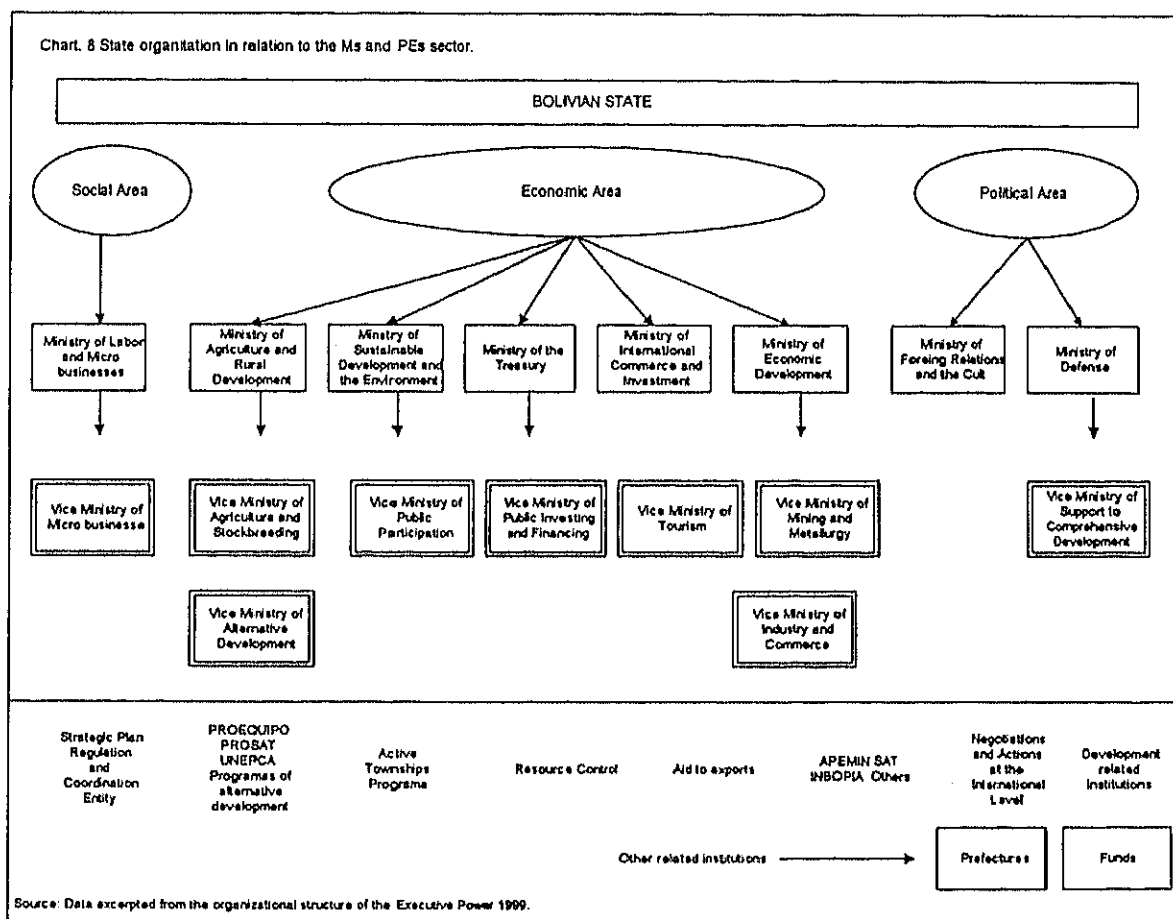 Chart. 8 State organitation in relation to the Ms and PEs sector.
BOLIVIAN STATE
Social Area
Economic Area
Political Area
Ministry of Labor
and Micro
businesses
Ministry of
Agriculture and
Rural
Development
Ministry of
Sustainable
Development and
the Environment
Ministry of the
Treasury
Ministry of
International
Commerce and
Investment
Ministry of
Economic
Development
Ministry of
Foreing Relations
and the Cult
Ministry of
Defense
Vice Ministry of
Micro businesse
Vice Ministry of
Agriculture and
Stockbreeding
Vice Ministry of
Public
Participation
Vice Ministry of
Public Investing
and Financing
Vice Ministry of
Tourism
Vice Ministry of
Mining and
Metallurgy
Vice Ministry of
Support to
Comprehensive
Development
Vice Ministry of
Alternative
Development
Vice Ministry of
Industry and
Commerce
Strategic Plan
Regulation
and
Coordination
Entity
PROEQUIPO
PROSAT
UNEPCA
Programas of
alternative
development
Active
Townships
Programa
Resource Control
Aid to exports
APEMIN SAT
INBOPIA Others
Negotistions
and Actions
at the
International
Level
Development
related
Institutions
Other related institutions
Prefectures
Funds
Source: Data excerpted from the organizational structure of the Executive Power 1999.